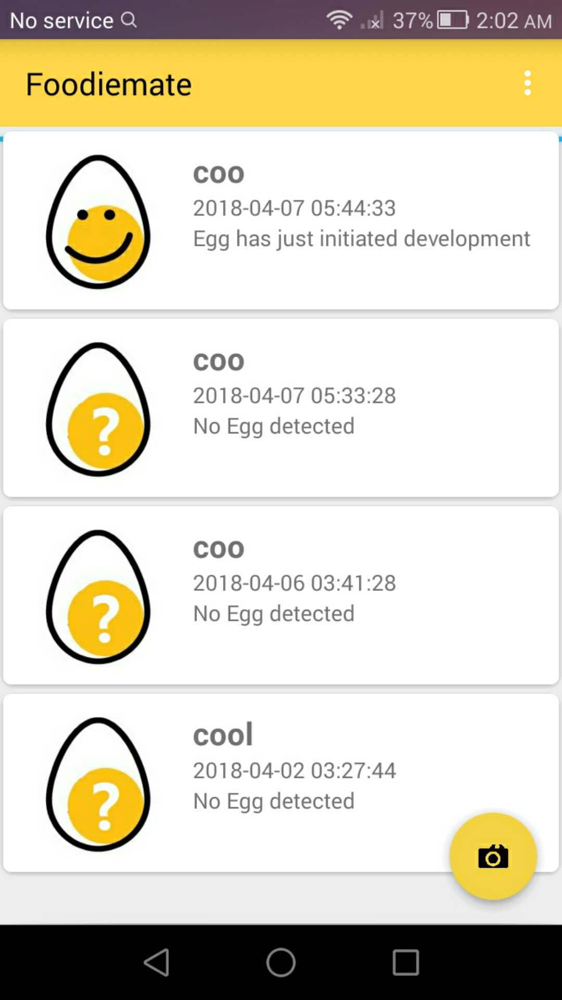 No service 37% 2:02 AM
Foodiemate
coo
2018-04-07 05:44:33
Egg has just initiated development
?
coo
2018-04-07 05:33:28
No Egg detected
?
coo
2018-04-06 03:41:28
No Egg detected
?
cool
2018-04-02 03:27:44
No Egg detected